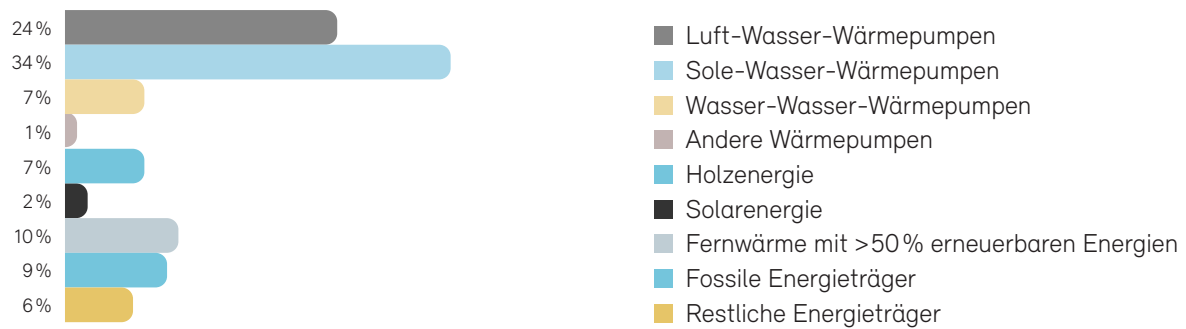 24 %
34 %
7 %
1 %
7 %
2 %
10 %
9 %
6 %
Luft-Wasser-Wärmepumpen
Sole-Wasser-Wärmepumpen
Wasser-Wasser-Wärmepumpen
Andere Wärmepumpen
Holzenergie
Solarenergie
Fernwärme mit >50 % erneuerbaren Energien
Fossile Energieträger
Restliche Energieträger